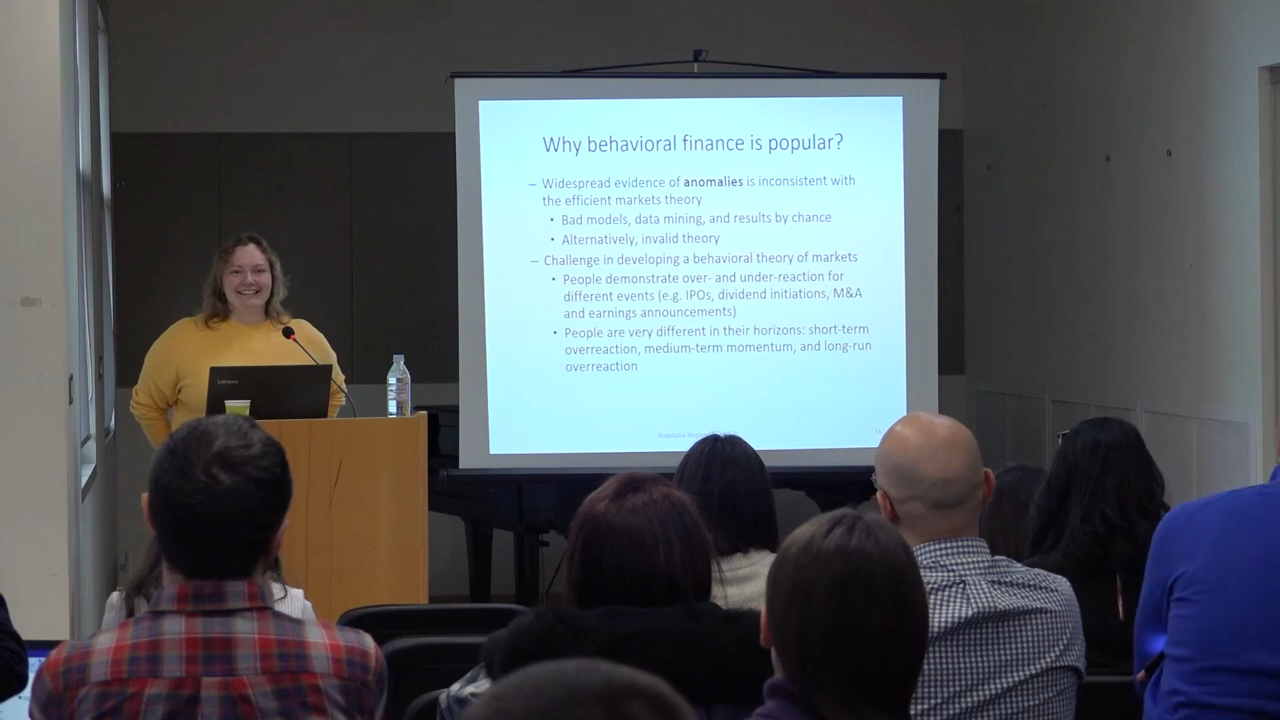 Why behavioral finance is popular?
– Widespread evidence of anomalies is inconsistent with
the efficient markets theory
• Bad models, data mining, and results by chance
• Alternatively, invalid theory
– Challenge in developing a behavioral theory of markets
• People demonstrate over- and under-reaction for
different events (e.g. IPOs, dividend initiations, M&A
and earnings announcements)
• People are very different in their horizons: short-term
overreaction, medium-term momentum, and long-run
overreaction
Lenovo
Anastasia